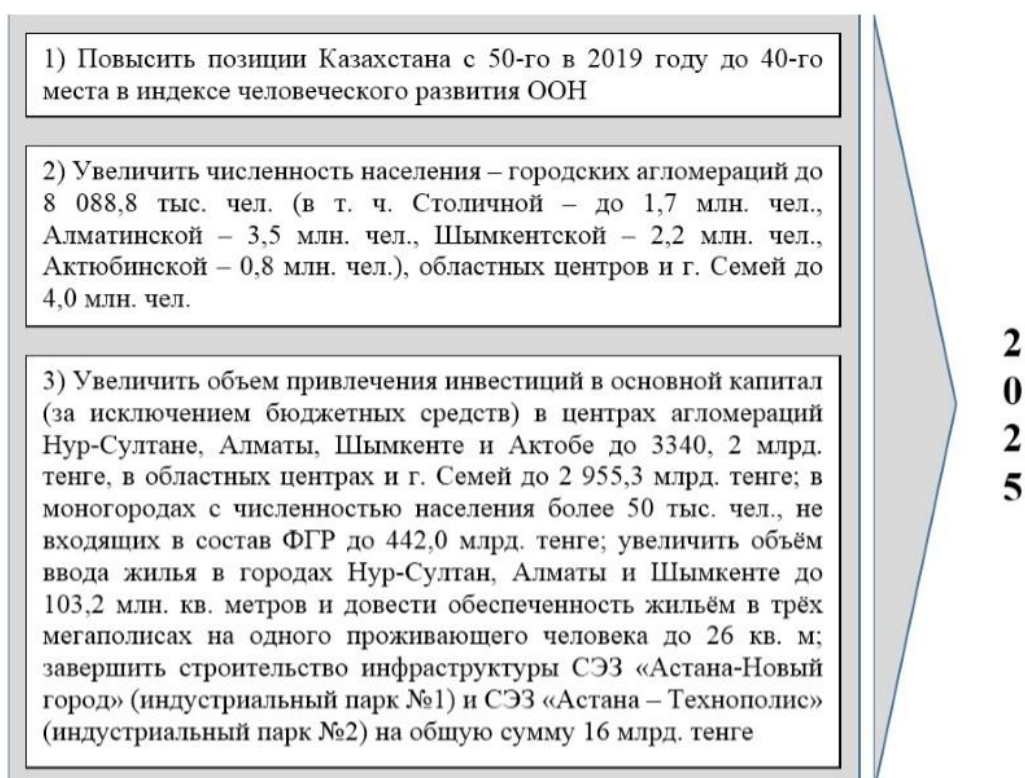 1) Повысить позиции Казахстана с 50-го в 2019 году до 40-го
места в индексе человеческого развития ООН
2) Увеличить численность населения – городских агломераций до
8 088,8 тыс. чел. (в т. ч. Столичной – до 1,7 млн. чел.,
Алматинской – 3,5 млн. чел., Шымкентской – 2,2 млн. чел.,
Актюбинской – 0,8 млн. чел.), областных центров и г. Семей до
4,0 млн. чел.
3) Увеличить объем привлечения инвестиций в основной капитал
(за исключением бюджетных средств) в центрах агломераций
Нур-Султане, Алматы, Шымкенте и Актобе до 3340, 2 млрд.
тенге, в областных центрах и г. Семей до 2 955,3 млрд. тенге; в
моногородах с численностью населения более 50 тыс. чел., не
входящих в состав ФГР до 442,0 млрд. тенге; увеличить объём
ввода жилья в городах Нур-Султан, Алматы и Шымкенте до
103,2 млн. кв. метров и довести обеспеченность жильём в трёх
мегаполисах на одного проживающего человека до 26 кв. м;
завершить строительство инфраструктуры СЭЗ «Астана-Новый
город» (индустриальный парк №1) и СЭЗ «Астана – Технополис»
(индустриальный парк №2) на общую сумму 16 млрд. тенге
2
0
2
5